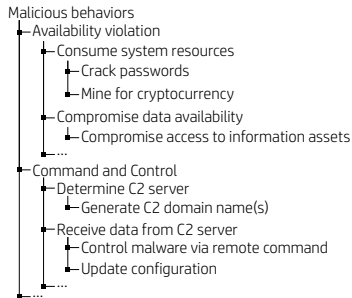 Malicious behaviors
Availability violation
Consume system resources
Crack passwords
Mine for cryptocurrency
Compromise data availability
Compromise access to information assets
...
Command and Control
Determine C2 server
Generate C2 domain name(s)
Receive data from C2 server
Control malware via remote command
Update configuration
...
...